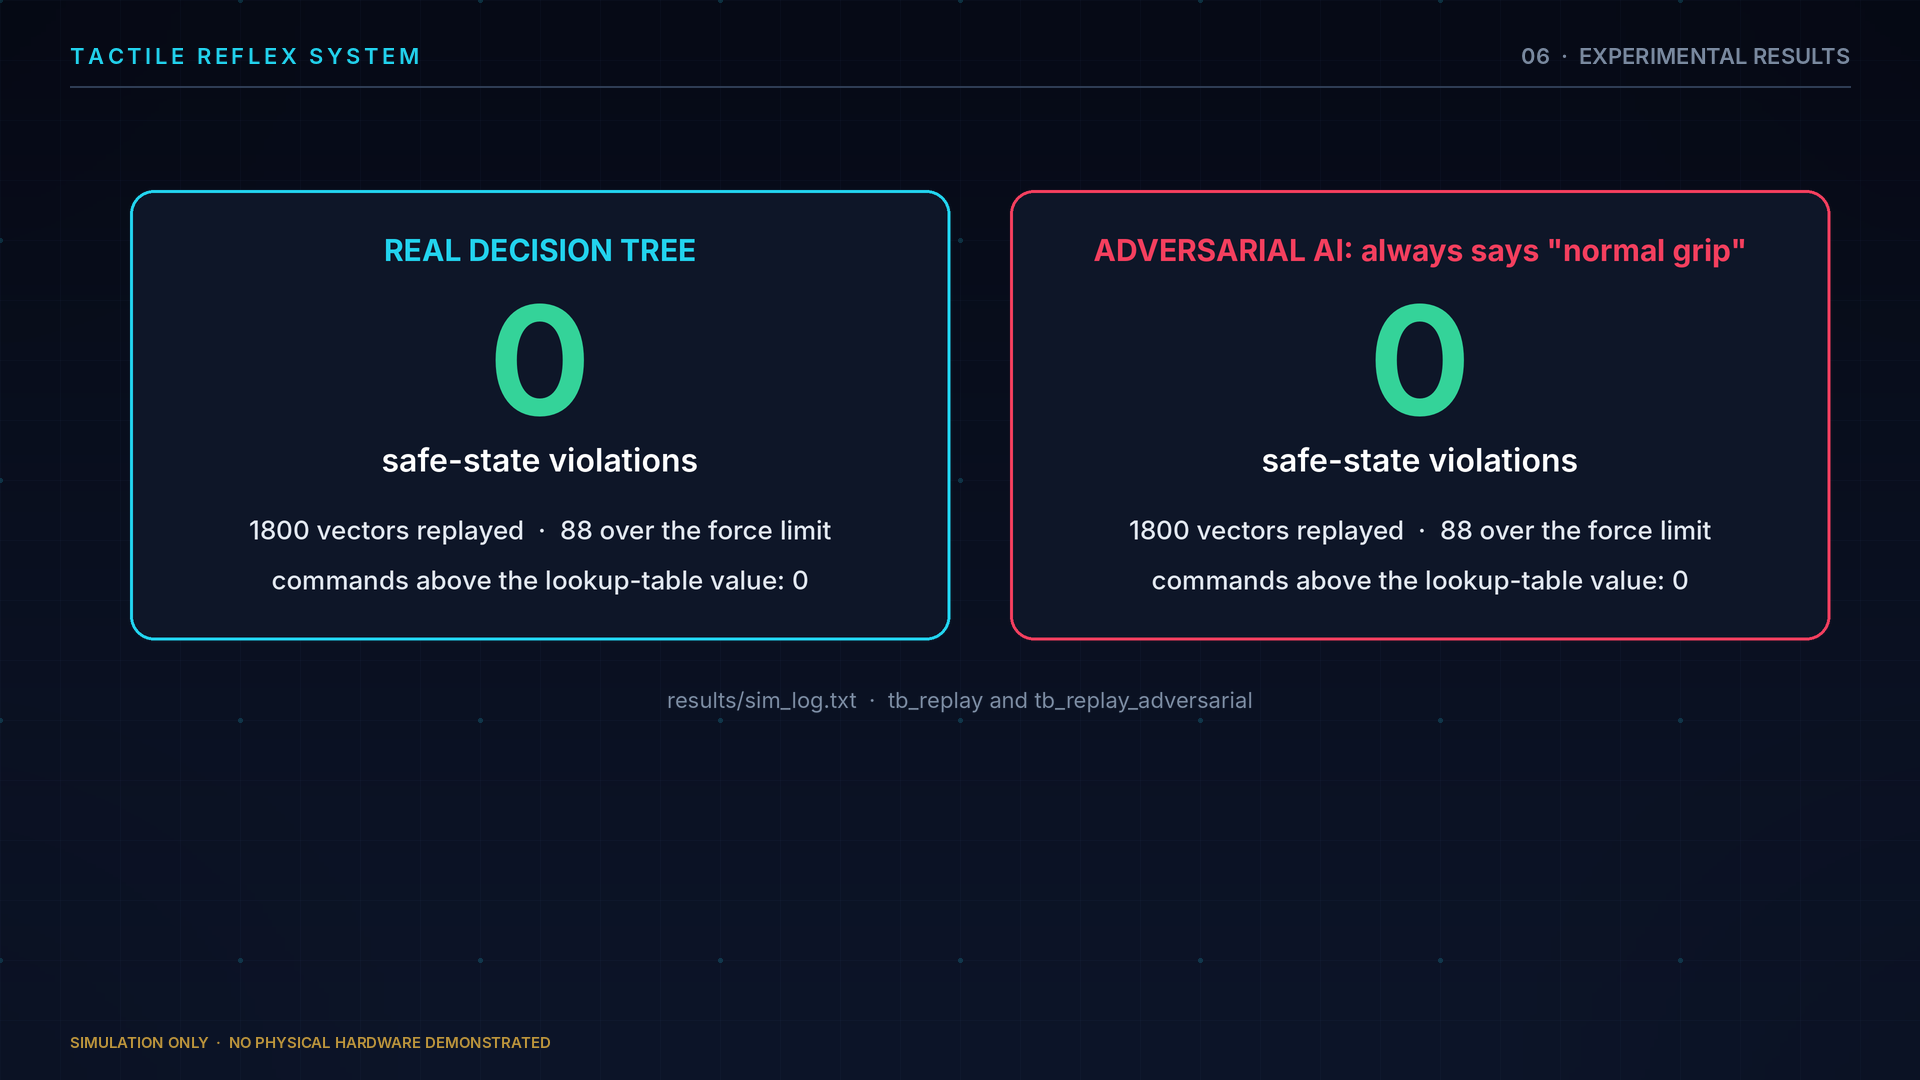 TACTILE REFLEX SYSTEM
06 · EXPERIMENTAL RESULTS
REAL DECISION TREE
0
safe-state violations
1800 vectors replayed · 88 over the force limit
commands above the lookup-table value: 0
ADVERSARIAL AI: always says "normal grip"
0
safe-state violations
1800 vectors replayed · 88 over the force limit
commands above the lookup-table value: 0
results/sim_log.txt · tb_replay and tb_replay_adversarial
SIMULATION ONLY · NO PHYSICAL HARDWARE DEMONSTRATED